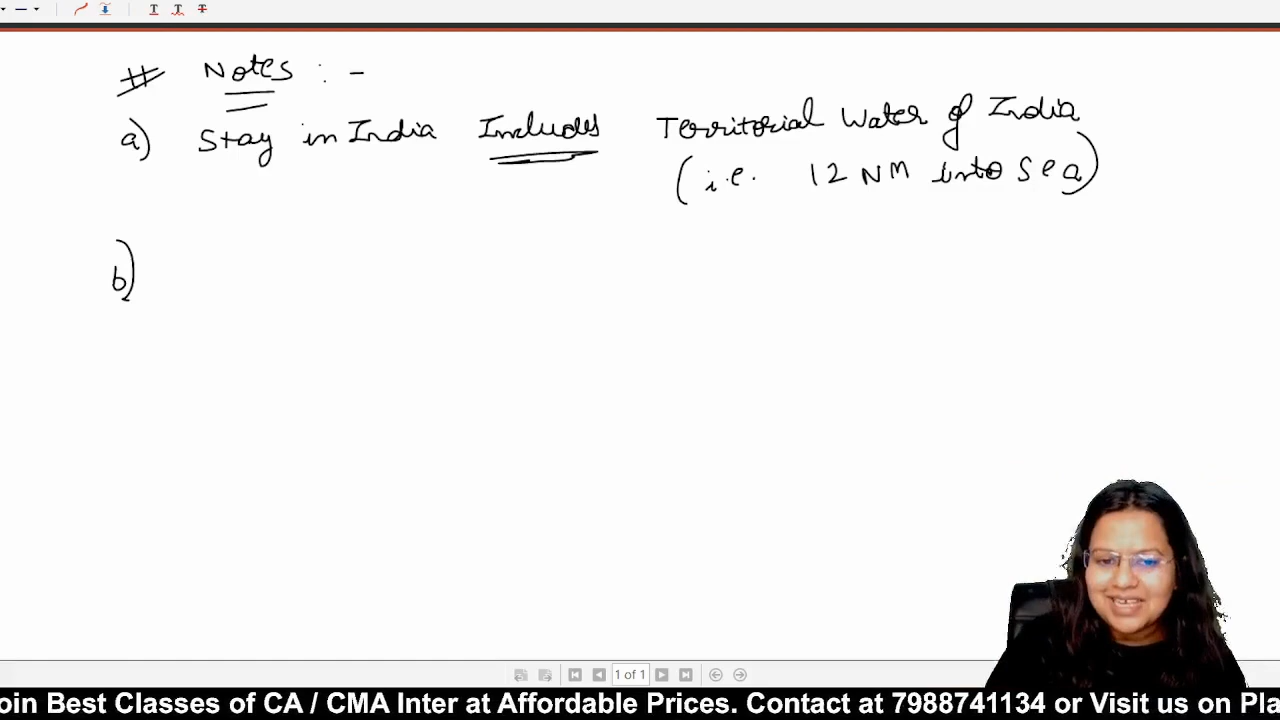 # Notes : -
a) Stay in India Includes Territorial Water of India
(i.e. 12 NM into Sea)
b)
1 of 1
oin Best Classes of CA / CMA Inter at Affordable Prices. Contact at 7988741134 or Visit us on Pla